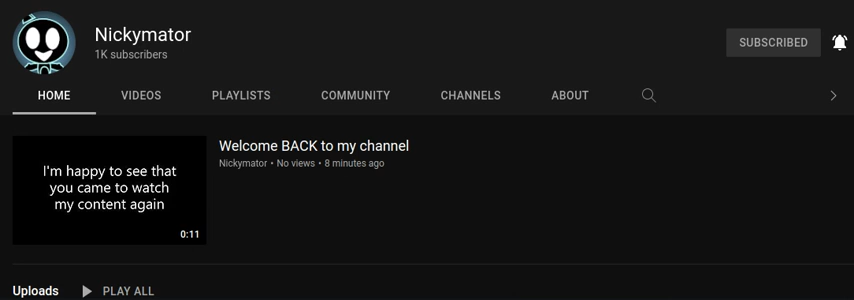 Nickymator
1K subscribers
SUBSCRIBED
HOME VIDEOS PLAYLISTS COMMUNITY CHANNELS ABOUT
I'm happy to see that
you came to watch
my content again
0:11
Welcome BACK to my channel
Nickymator • No views • 8 minutes ago
Uploads PLAY ALL